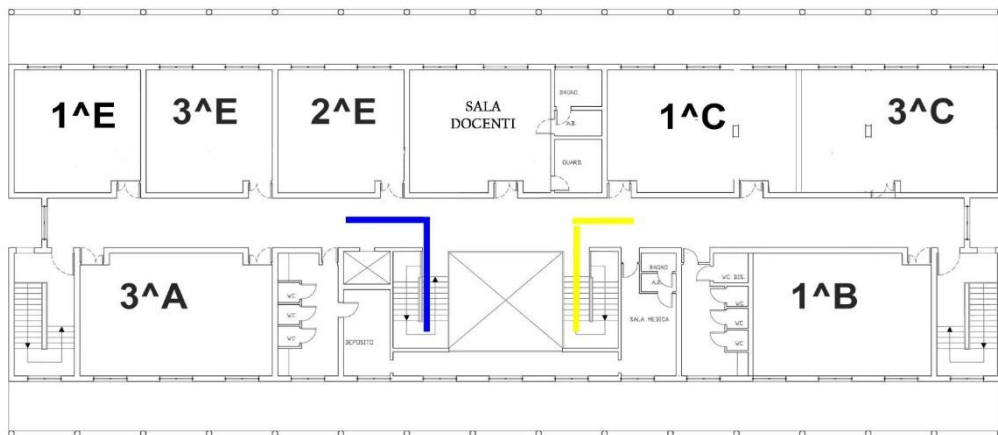 1^E
3^E
2^E
SALA
DOCENTI
BAGNO
A.B.
GUARD.
1^C
3^C
3^A
WC
WC
WC
DEPOSITO
BAGNO
A.B.
SALA MEDICA
WC DIS.
WC
WC
WC
1^B